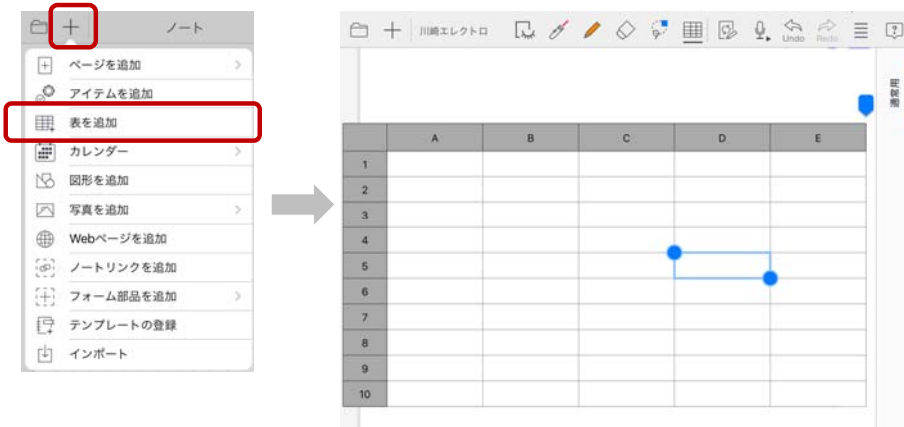 ノート
ページを追加
アイテムを追加
表を追加
カレンダー
図形を追加
写真を追加
Webページを追加
ノートリンクを追加
フォーム部品を追加
テンプレートの登録
インポート
川崎エレクトロ
Undo
Redo
通常用
A B C D E
1
2
3
4
5
6
7
8
9
10